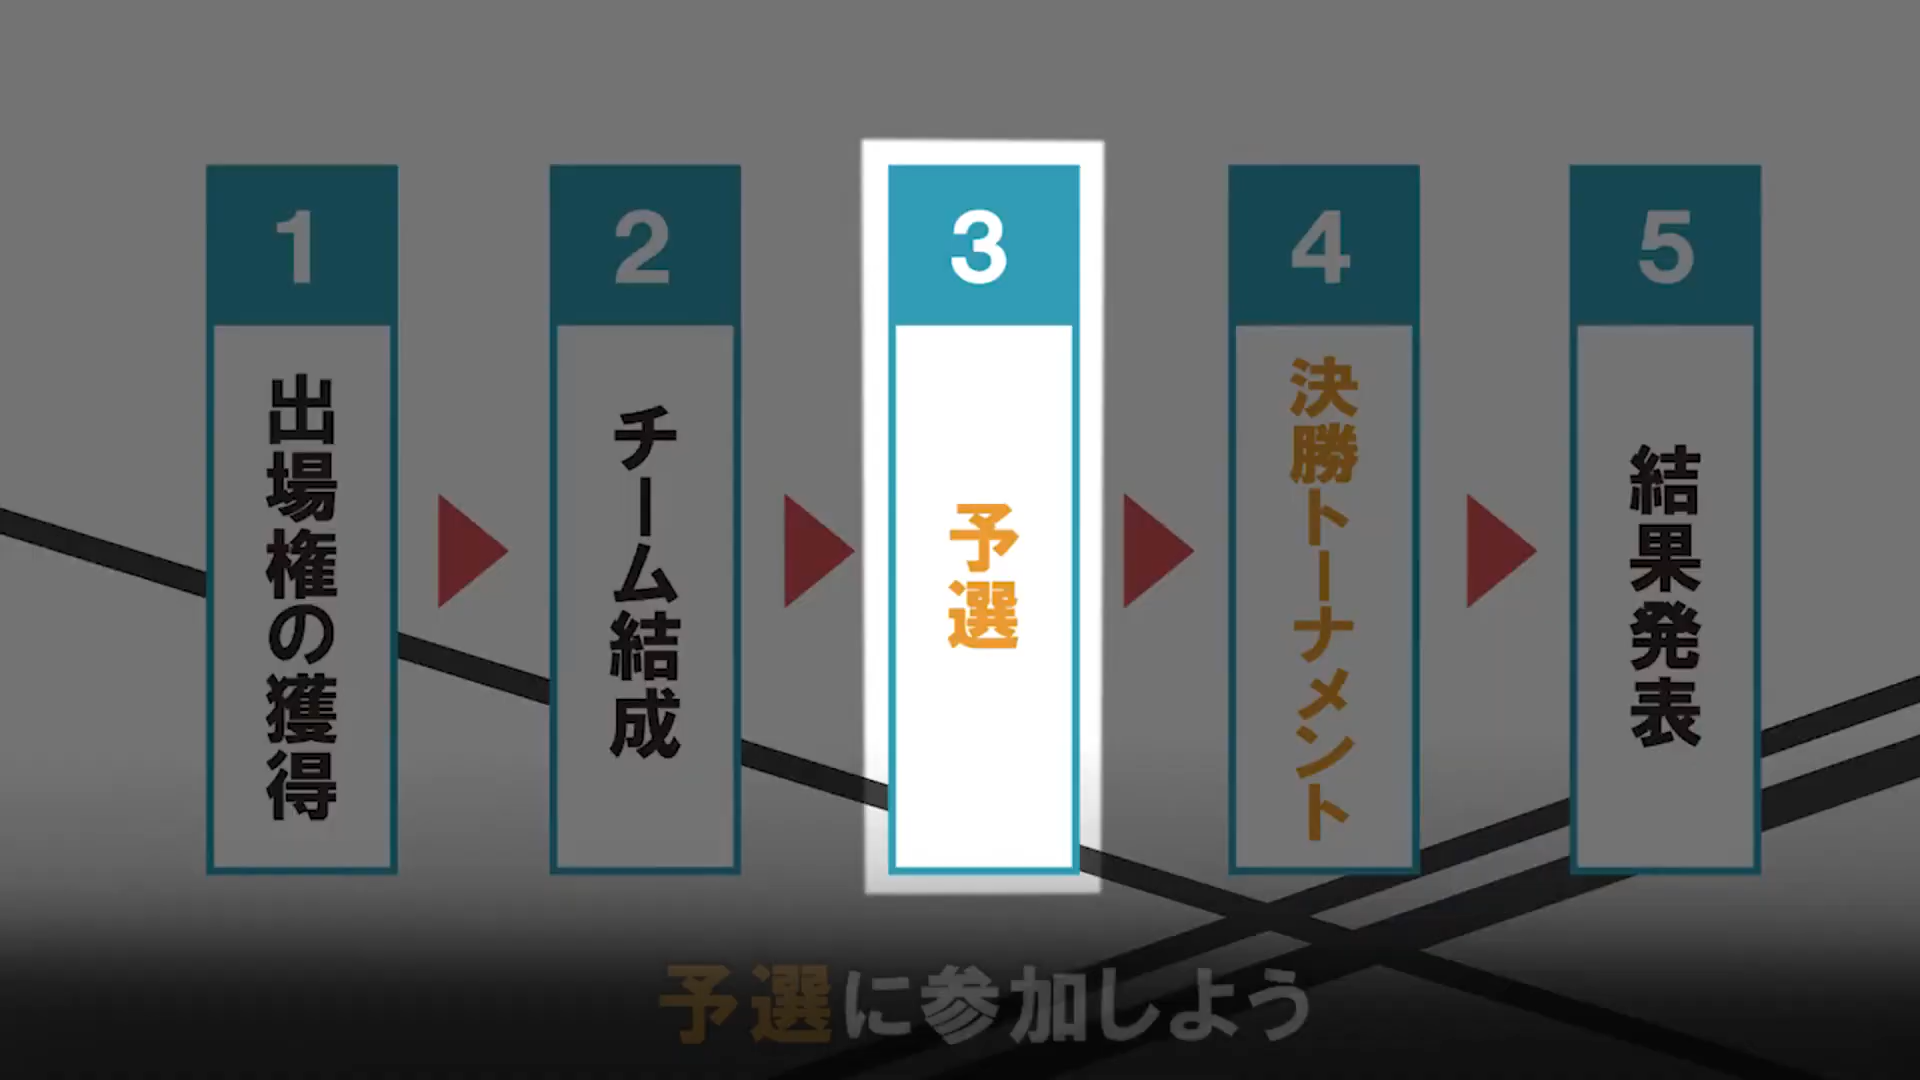 1
出場権の獲得
2
チーム結成
3
予選
4
決勝トーナメント
5
結果発表
予選に参加しよう